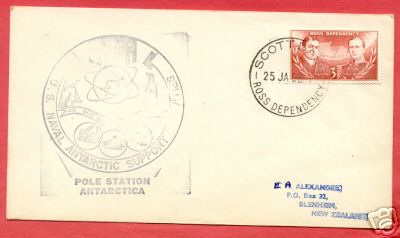 U.S. NAVAL ANTARCTIC SUPPORT
POLE STATION
ANTARCTICA
SCOTT
25 JA
ROSS DEPENDENCY
ROSS DEPENDENCY
3d
E A ALEXANDRE
P.O. Box 32,
BLENHEIM,
NEW ZEALAND